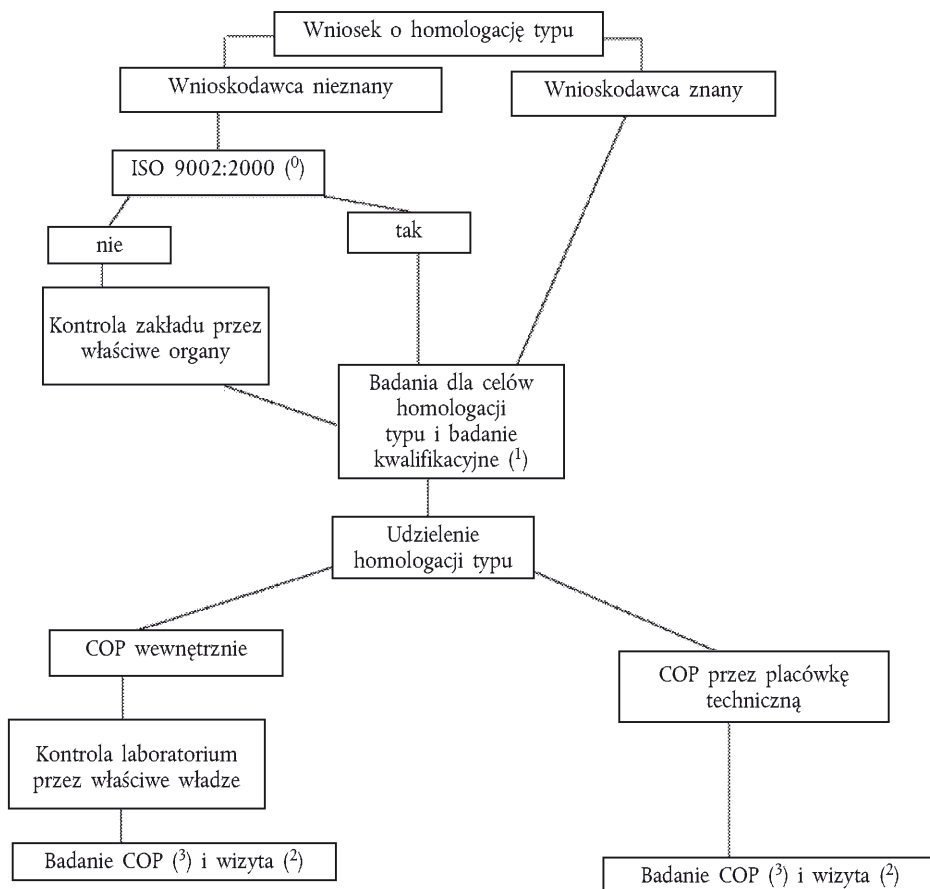 Wniosek o homologację typu
Wnioskodawca nieznany
Wnioskodawca znany
ISO 9002:2000 (⁰)
nie
tak
Kontrola zakładu przez
właściwe organy
Badania dla celów
homologacji
typu i badanie
kwalifikacyjne (¹)
Udzielenie
homologacji typu
COP wewnętrznie
COP przez placówkę
techniczną
Kontrola laboratorium
przez właściwe władze
Badanie COP (³) i wizyta (²)
Badanie COP (³) i wizyta (²)